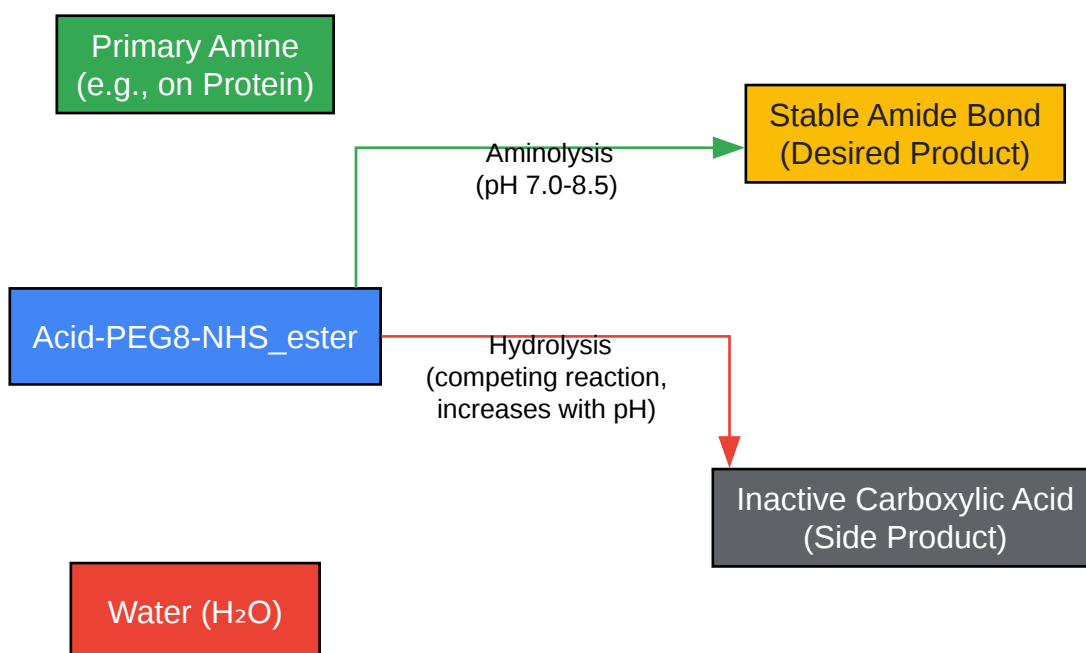 Primary Amine
(e.g., on Protein)
Stable Amide Bond
(Desired Product)
Aminolysis
(pH 7.0-8.5)
Acid-PEG8-NHS_ester
Hydrolysis
(competing reaction,
increases with pH)
Inactive Carboxylic Acid
(Side Product)
Water (H₂O)